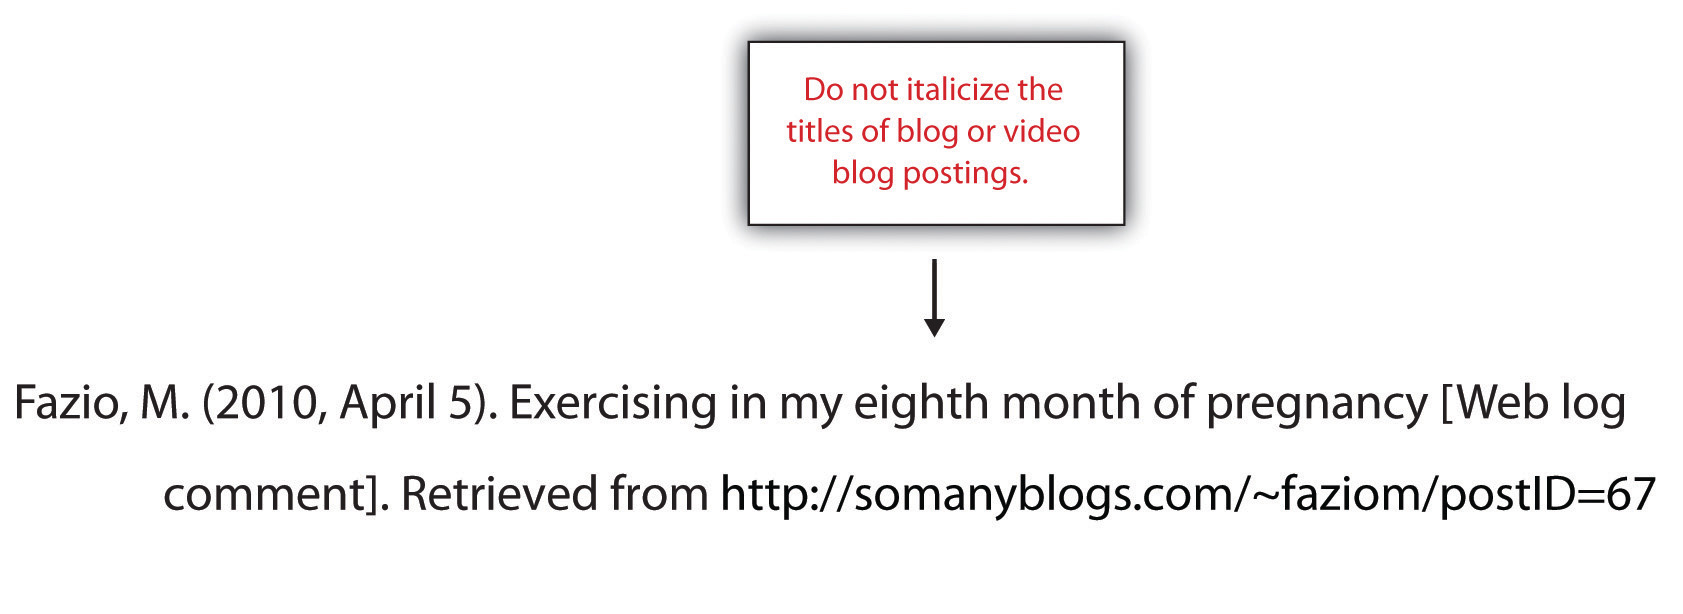 Do not italicize the
titles of blog or video
blog postings.
Fazio, M. (2010, April 5). Exercising in my eighth month of pregnancy [Web log
comment]. Retrieved from http://somanyblogs.com/~faziom/postID=67